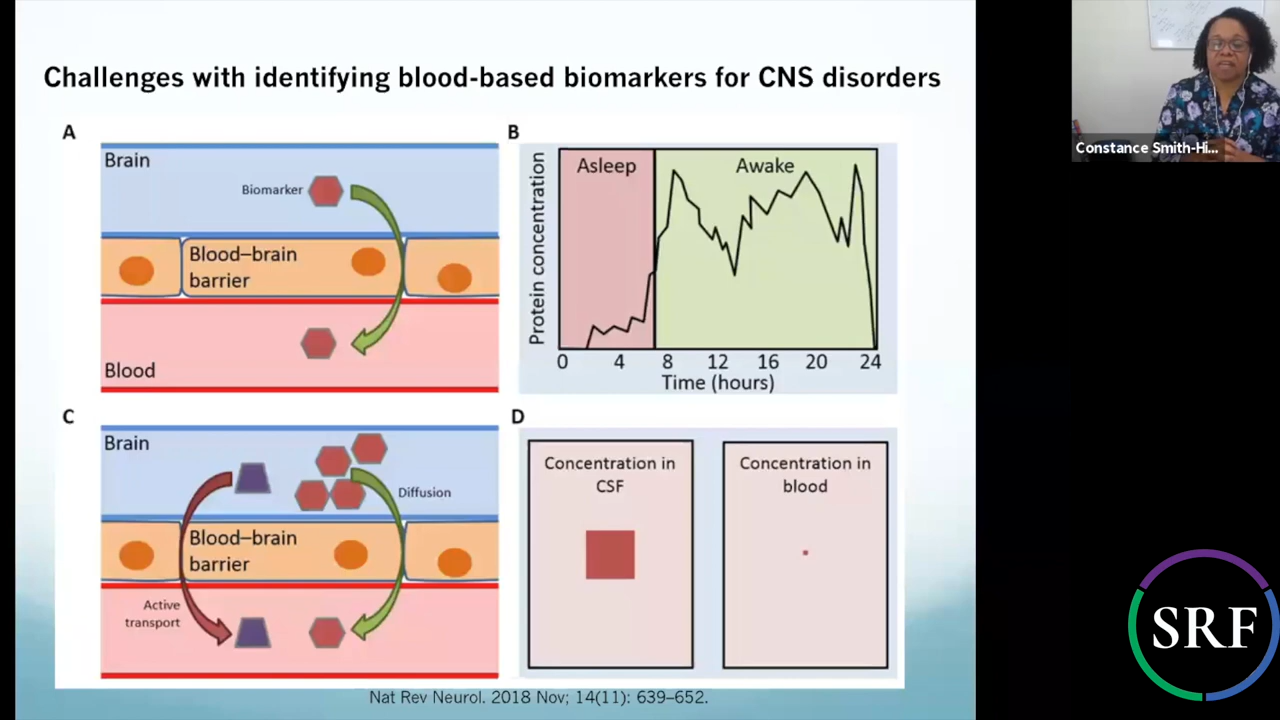 Challenges with identifying blood-based biomarkers for CNS disorders
A
Brain
Biomarker
Blood–brain
barrier
Blood
B
Protein concentration
Asleep
Awake
0 4 8 12 16 20 24
Time (hours)
C
Brain
Diffusion
Blood–brain
barrier
Active
transport
D
Concentration in
CSF
Concentration in
blood
Nat Rev Neurol. 2018 Nov; 14(11): 639–652.
Constance Smith-Hi...
SRF